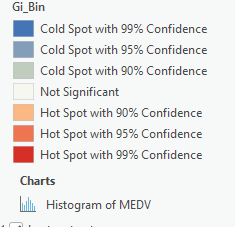 Gi_Bin
Cold Spot with 99% Confidence
Cold Spot with 95% Confidence
Cold Spot with 90% Confidence
Not Significant
Hot Spot with 90% Confidence
Hot Spot with 95% Confidence
Hot Spot with 99% Confidence
Charts
Histogram of MEDV